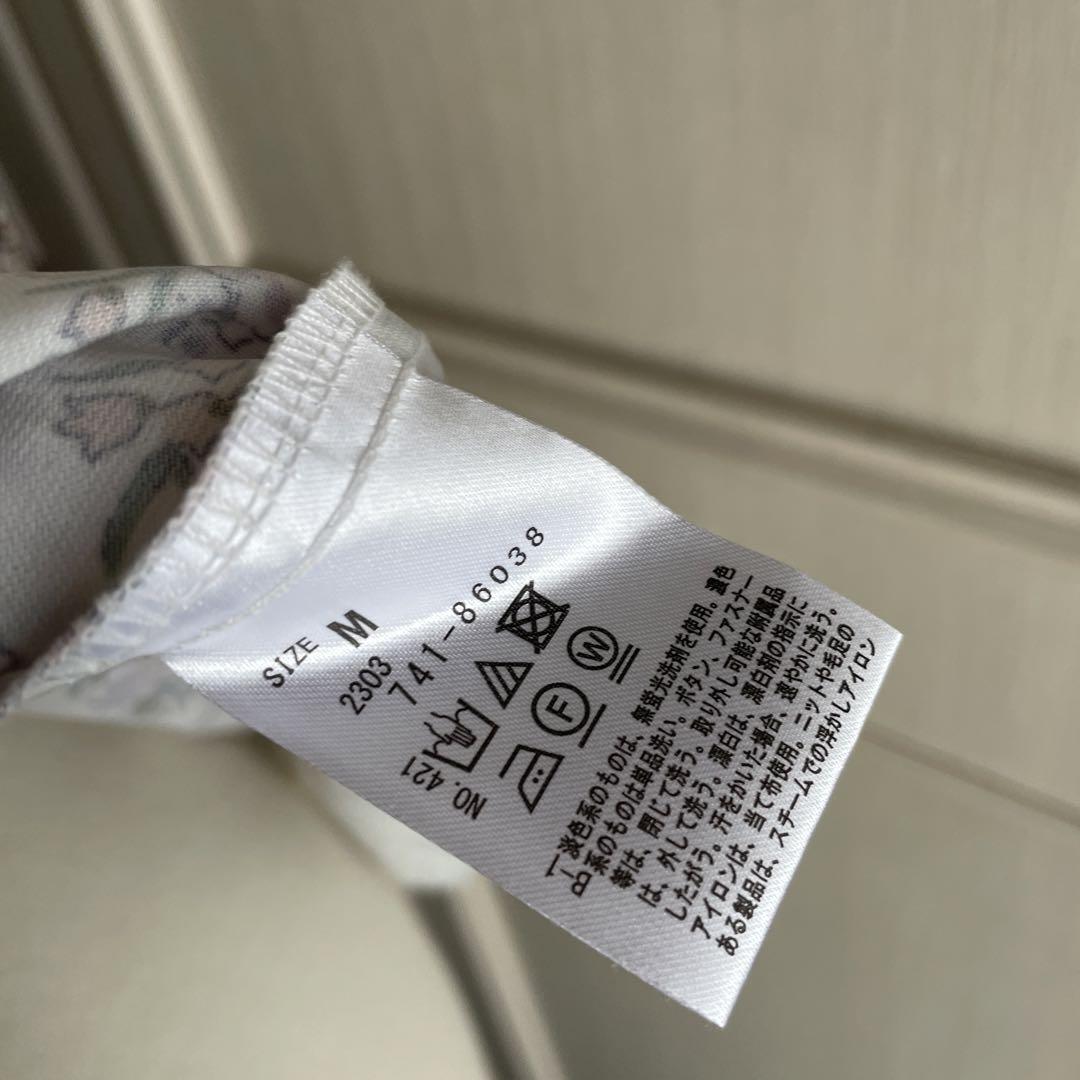 SIZE M
2303
741-86038
NO. 421
F
W
B-1
淡色系のものは、無蛍光洗剤を使用。濃色
系のものは単品洗い。ボタン、ファスナー
等は、閉じて洗う。取り外し可能な附属品
は、外して洗う。漂白は、漂白剤の指示に
したがう。汗をかいた場合、速やかに洗う。
アイロンは、当て布使用。ニットや毛足の
ある製品は、スチームでの浮かしアイロン